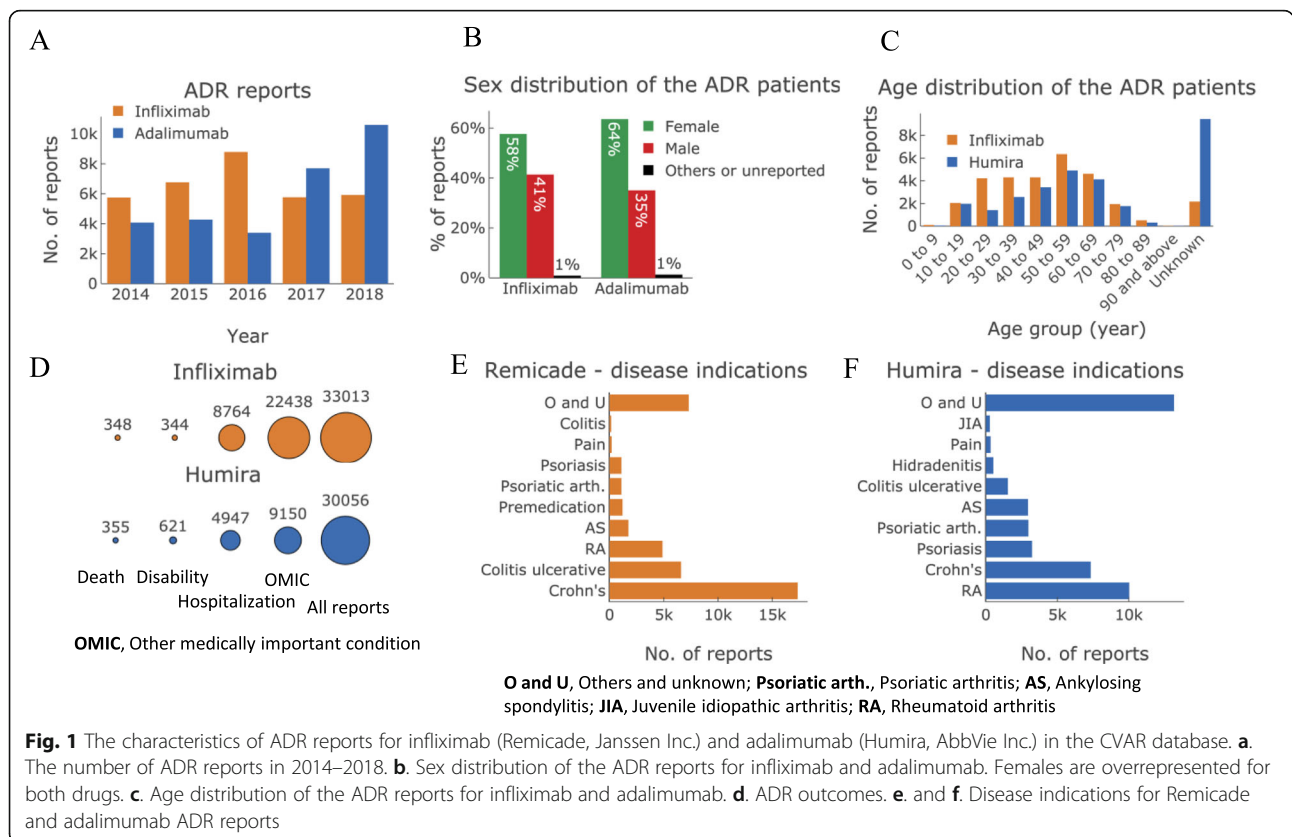 A
ADR reports
Infliximab
Adalimumab
No. of reports
10k
8k
6k
4k
2k
0
2014 2015 2016 2017 2018
Year
B
Sex distribution of the ADR patients
% of reports
60%
40%
20%
0%
58%
41%
1%
64%
35%
1%
Female
Male
Others or unreported
Infliximab Adalimumab
C
Age distribution of the ADR patients
No. of reports
8k
6k
4k
2k
0
Infliximab
Humira
0 to 9
10 to 19
20 to 29
30 to 39
40 to 49
50 to 59
60 to 69
70 to 79
80 to 89
90 and above
Unknown
Age group (year)
D
Infliximab
348 344 8764 22438 33013
Humira
355 621 4947 9150 30056
Death Disability OMIC
Hospitalization All reports
OMIC, Other medically important condition
E
Remicade - disease indications
O and U
Colitis
Pain
Psoriasis
Psoriatic arth.
Premedication
AS
RA
Colitis ulcerative
Crohn's
0 5k 10k 15k
No. of reports
F
Humira - disease indications
O and U
JIA
Pain
Hidradenitis
Colitis ulcerative
AS
Psoriatic arth.
Psoriasis
Crohn's
RA
0 5k 10k
No. of reports
O and U, Others and unknown; Psoriatic arth., Psoriatic arthritis; AS, Ankylosing
spondylitis; JIA, Juvenile idiopathic arthritis; RA, Rheumatoid arthritis
Fig. 1 The characteristics of ADR reports for infliximab (Remicade, Janssen Inc.) and adalimumab (Humira, AbbVie Inc.) in the CVAR database. a.
The number of ADR reports in 2014–2018. b. Sex distribution of the ADR reports for infliximab and adalimumab. Females are overrepresented for
both drugs. c. Age distribution of the ADR reports for infliximab and adalimumab. d. ADR outcomes. e. and f. Disease indications for Remicade
and adalimumab ADR reports